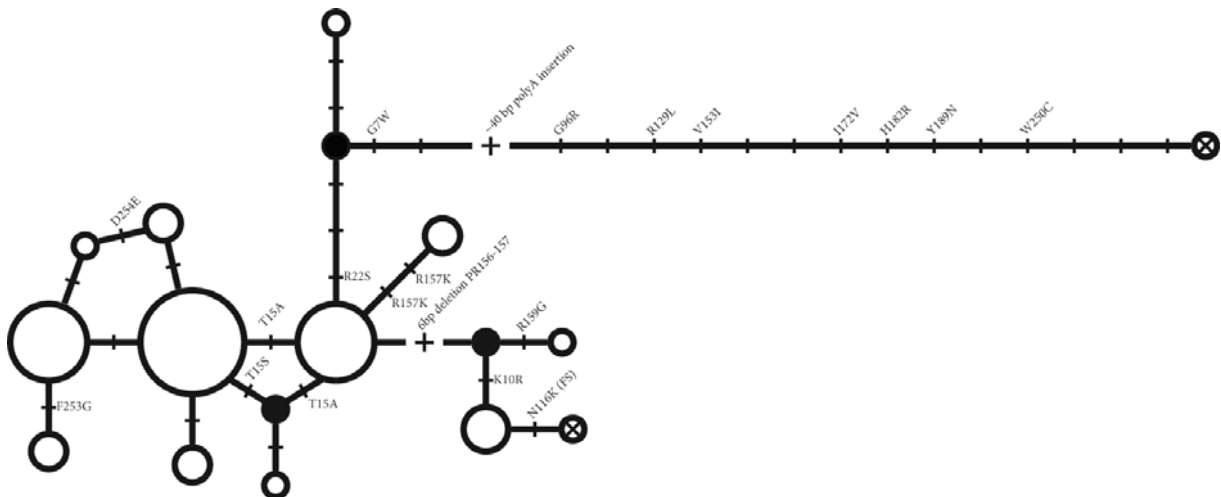 ~40 bp polyA insertion
G7W
G96R
R129L
V153I
I172V
H182R
Y189N
W250C
D254E
R22S
R157K
R157K
6bp deletion PR156-157
T15A
T15S
T15A
R159G
K10R
N116K (FS)
F253G